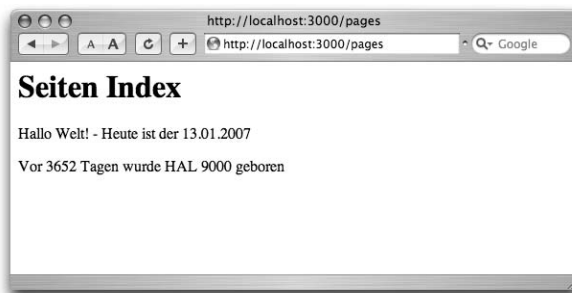 http://localhost:3000/pages
A A C + http://localhost:3000/pages Q Google
Seiten Index
Hallo Welt! - Heute ist der 13.01.2007
Vor 3652 Tagen wurde HAL 9000 geboren